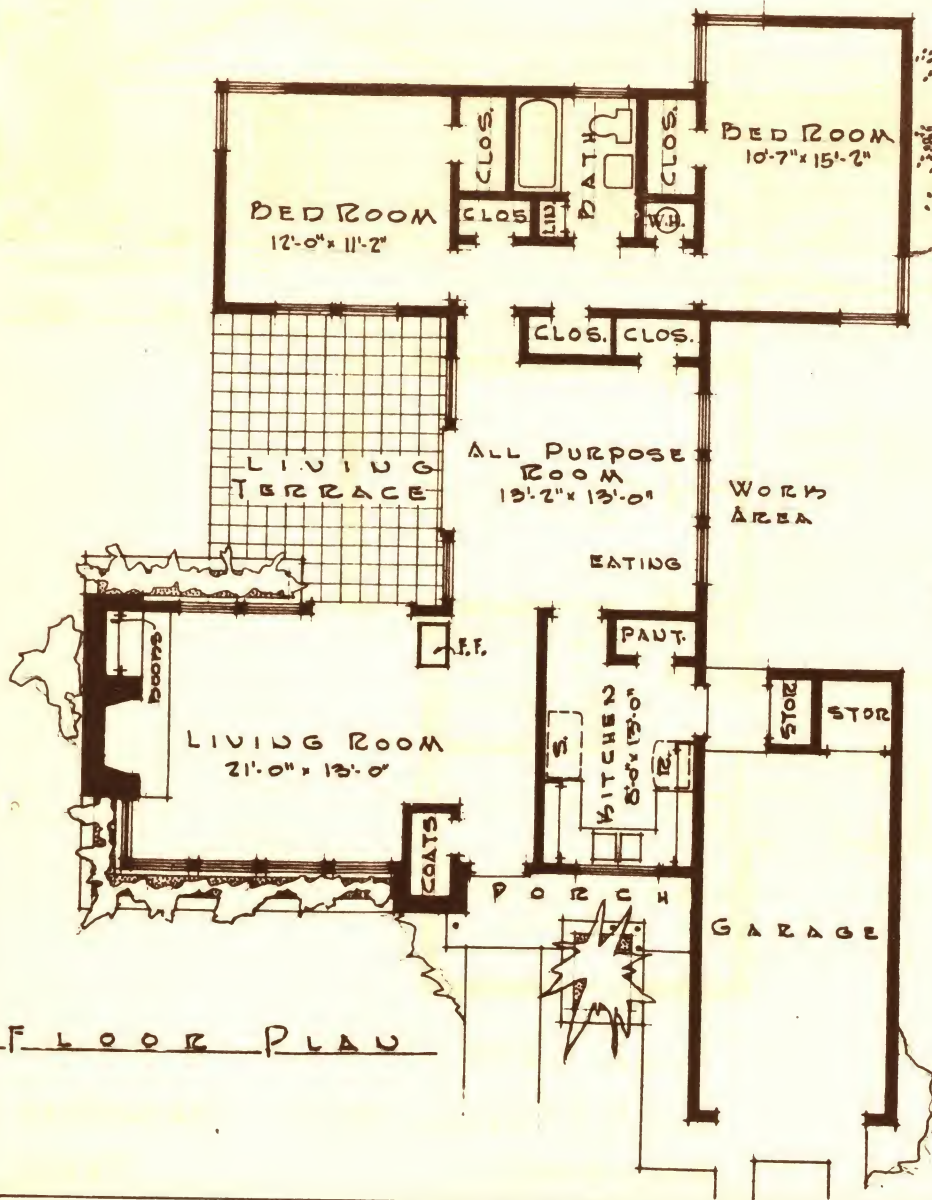 BED ROOM
10'-7" x 15'-2"
CLOS.
BATH
CLOS.
BED ROOM
12'-0" x 11'-2"
CLOS
LIN
W.H.
CLOS.
CLOS.
LIVING
TERRACE
ALL PURPOSE
ROOM
13'-2" x 13'-0"
WORK
AREA
EATING
PANT.
F.F.
BOOKS
LIVING ROOM
21'-0" x 13'-0"
S.
KITCHEN
8'-0" x 13'-0"
R.
STOR
STOR
COATS
PORCH
GARAGE
FLOOR PLAN